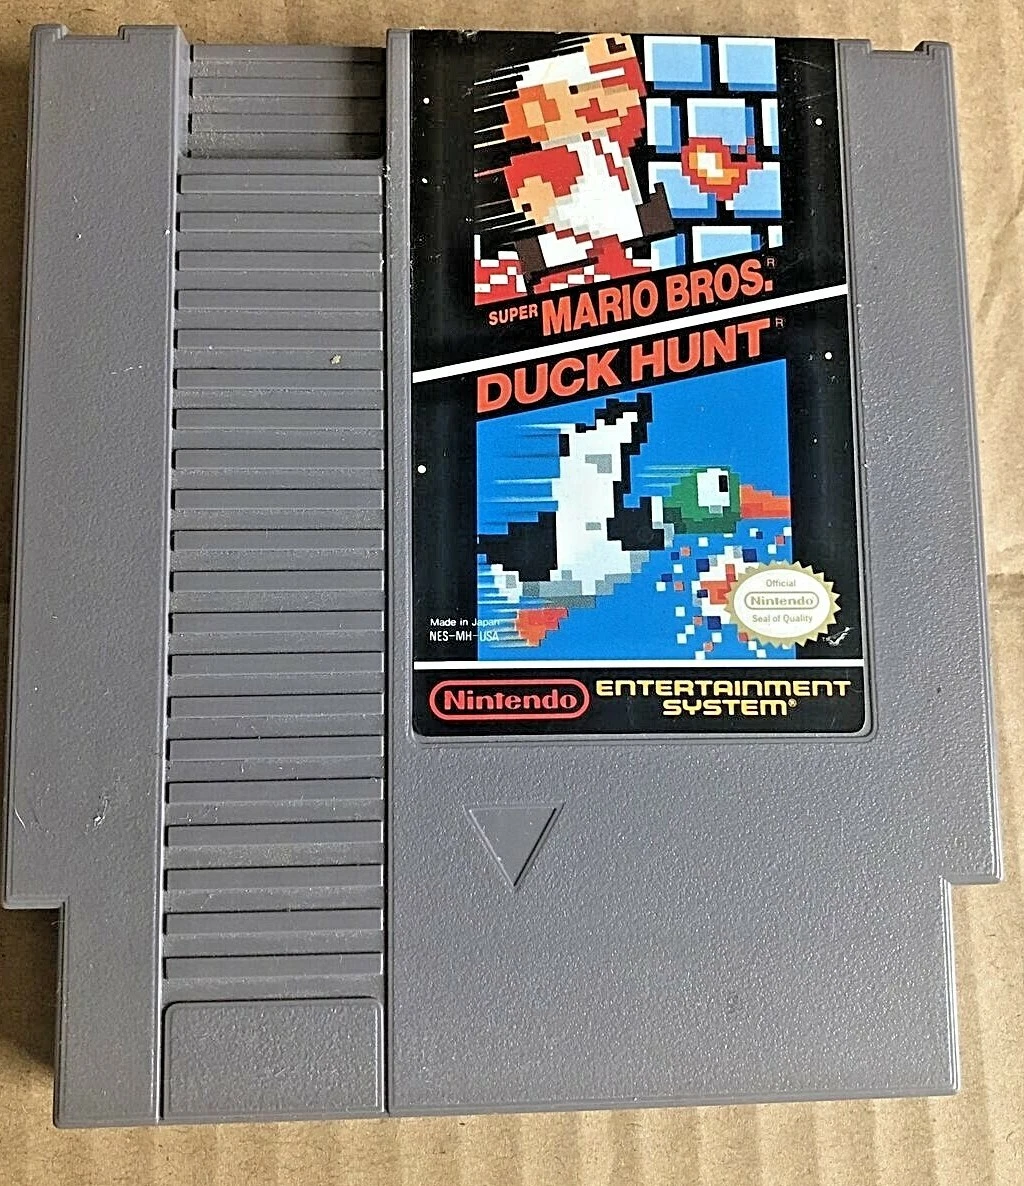 SUPER MARIO BROS.®
DUCK HUNT®
Made in Japan
NES-MH-USA
Official
Nintendo
Seal of Quality
TM
Nintendo ENTERTAINMENT
SYSTEM®